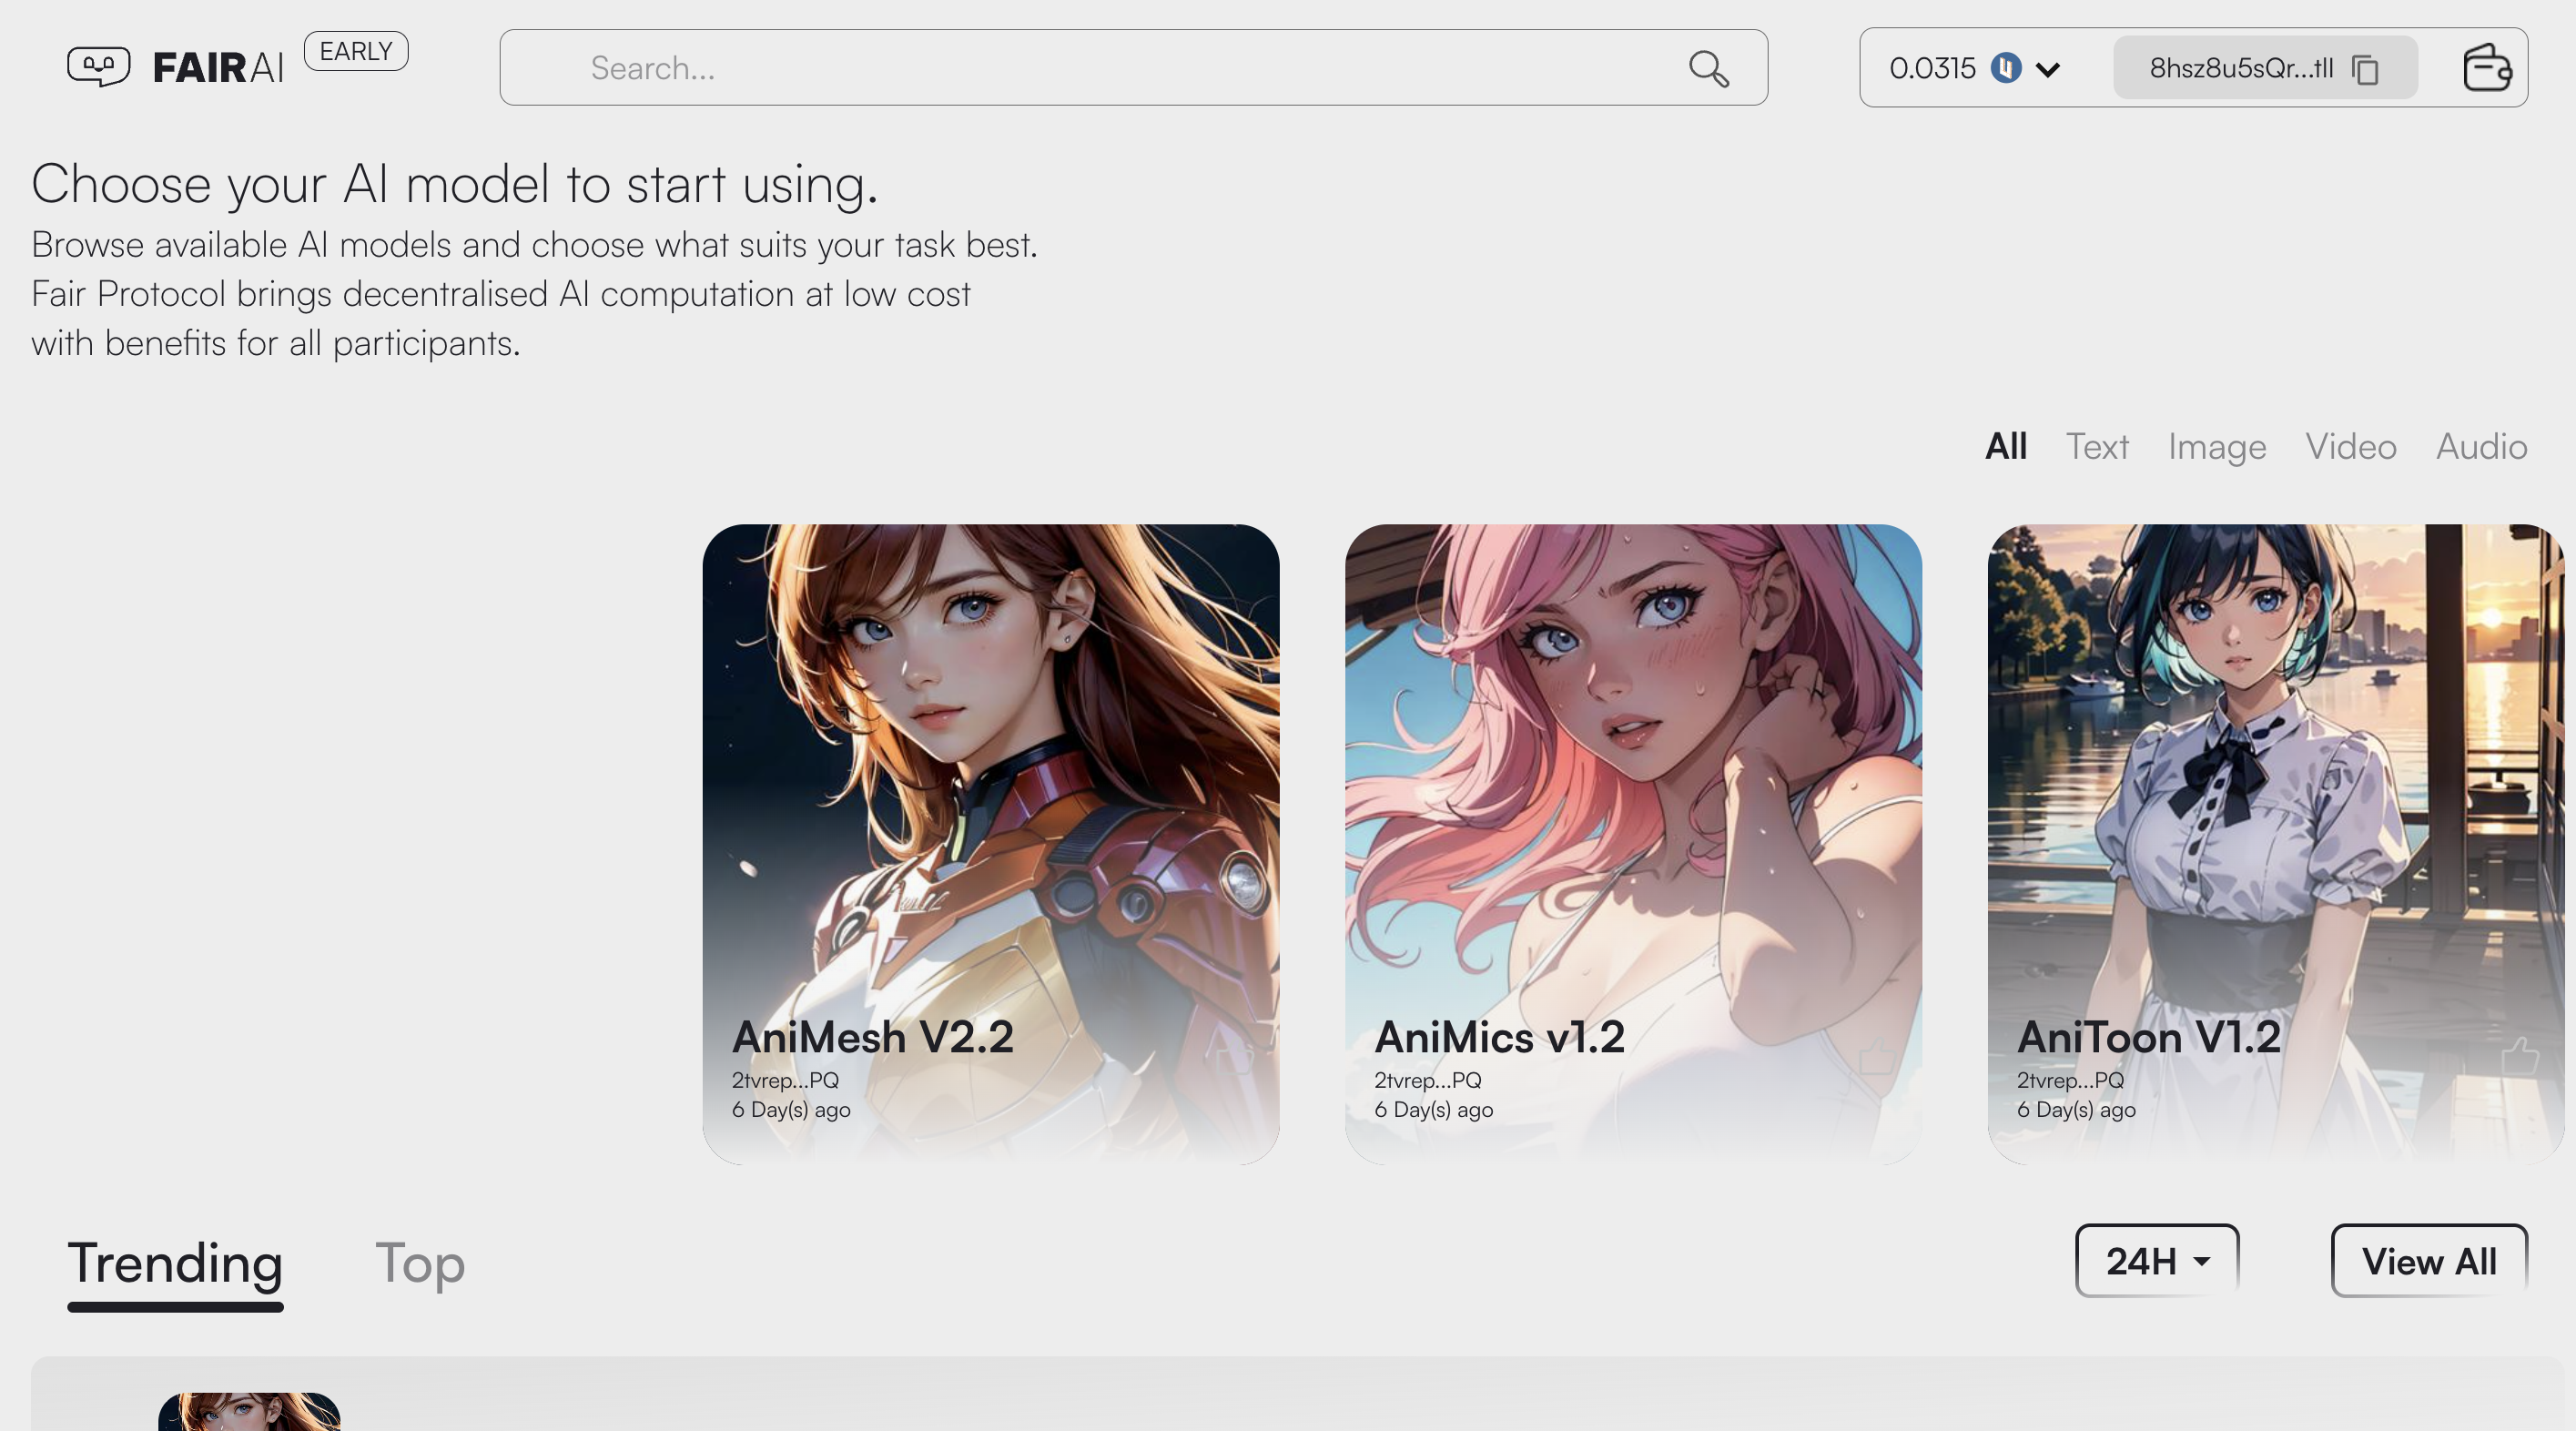 FAIR AI
EARLY
Search...
0.0315
8hsz8u5sQr...tll
Choose your AI model to start using.
Browse available AI models and choose what suits your task best.
Fair Protocol brings decentralised AI computation at low cost
with benefits for all participants.
All Text Image Video Audio
AniMesh V2.2
2tvrep...PQ
6 Day(s) ago
AniMics v1.2
2tvrep...PQ
6 Day(s) ago
AniToon V1.2
2tvrep...PQ
6 Day(s) ago
Trending Top
24H
View All